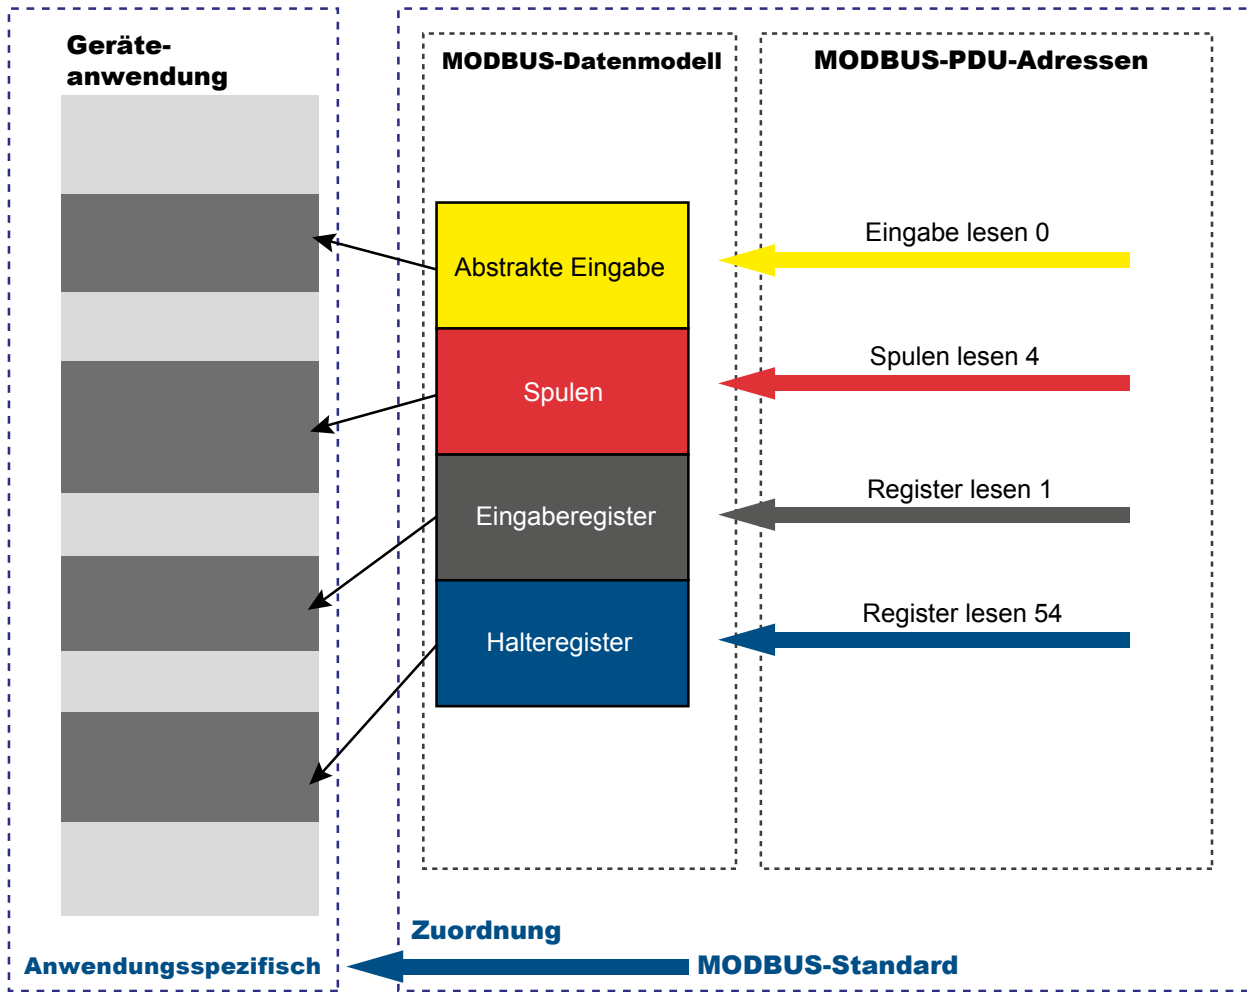 Geräte-
anwendung
MODBUS-Datenmodell
MODBUS-PDU-Adressen
Abstrakte Eingabe
Eingabe lesen 0
Spulen
Spulen lesen 4
Eingaberegister
Register lesen 1
Halteregister
Register lesen 54
Zuordnung
Anwendungsspezifisch
MODBUS-Standard